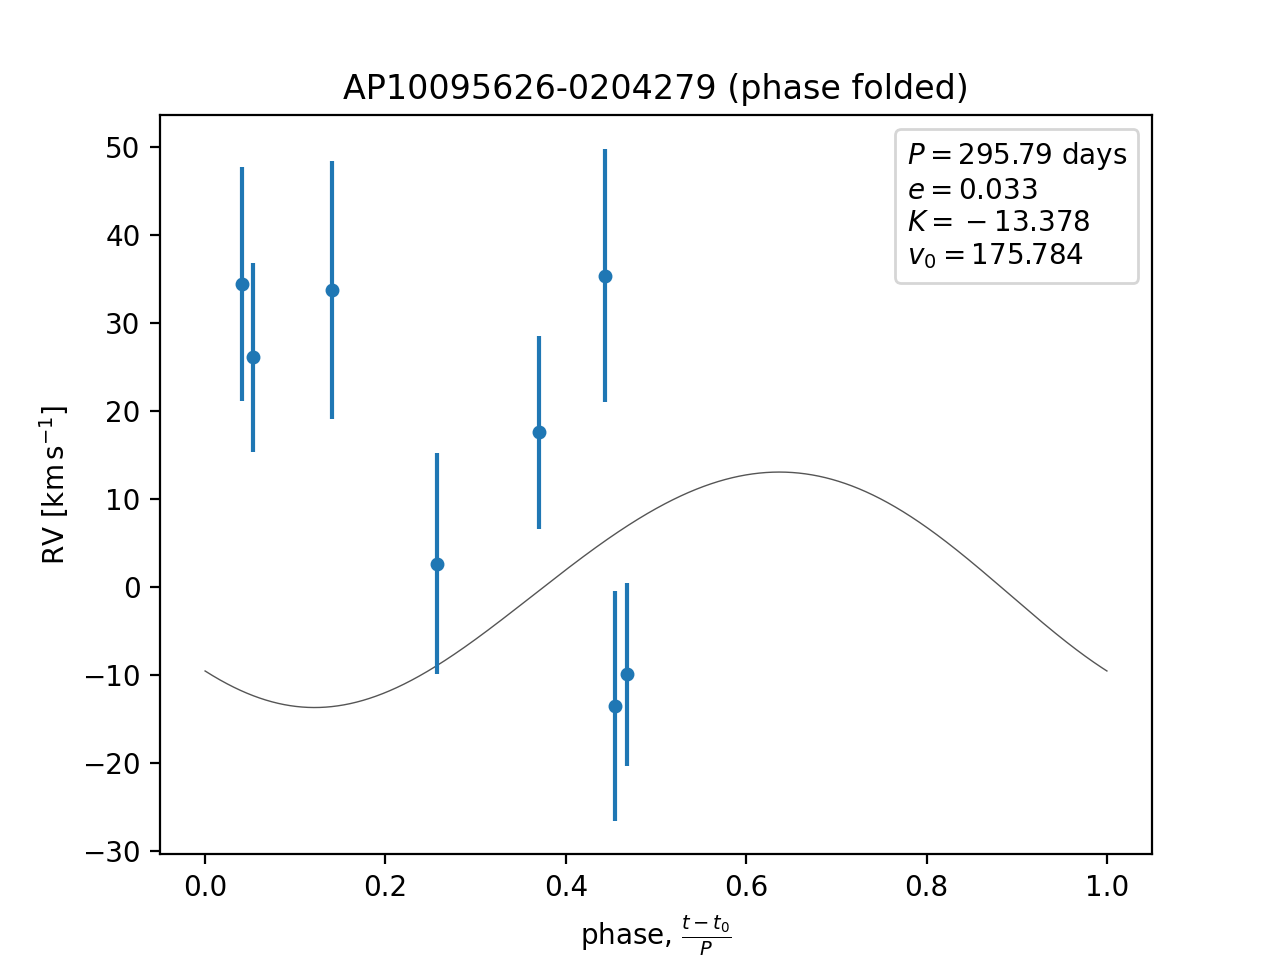 AP10095626-0204279 (phase folded)
P = 295.79 days
e = 0.033
K = −13.378
v₀ = 175.784
50
40
30
20
10
0
−10
−20
−30
RV [km s⁻¹]
0.0 0.2 0.4 0.6 0.8 1.0
phase, (t − t₀)/P